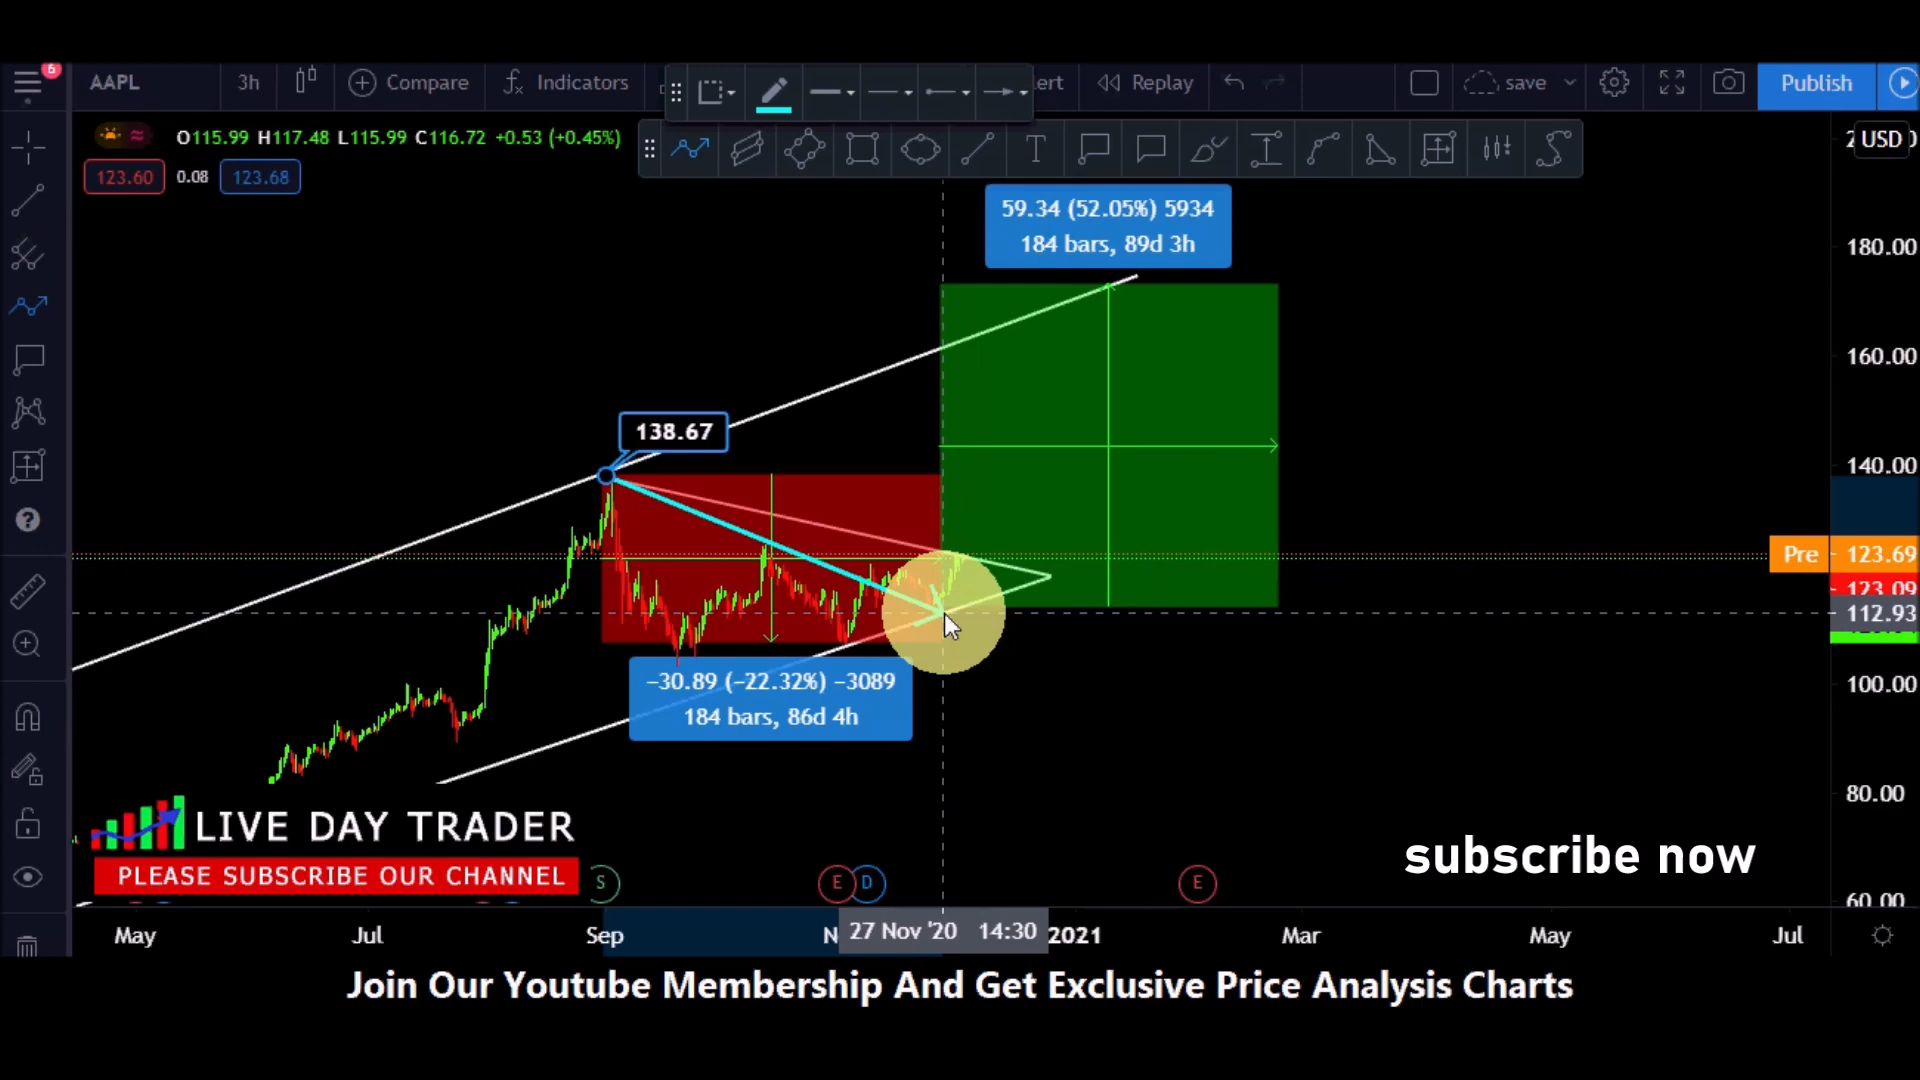 6
AAPL 3h Compare Indicators ert Replay save Publish
O115.99 H117.48 L115.99 C116.72 +0.53 (+0.45%)
USD
123.60 0.08 123.68
T
59.34 (52.05%) 5934
184 bars, 89d 3h
180.00
160.00
138.67
140.00
Pre 123.69
123.09
112.93
−30.89 (−22.32%) −3089
184 bars, 86d 4h
100.00
80.00
LIVE DAY TRADER
PLEASE SUBSCRIBE OUR CHANNEL
subscribe now
S E D E
60.00
May Jul Sep N 27 Nov '20 14:30 2021 Mar May Jul
Join Our Youtube Membership And Get Exclusive Price Analysis Charts